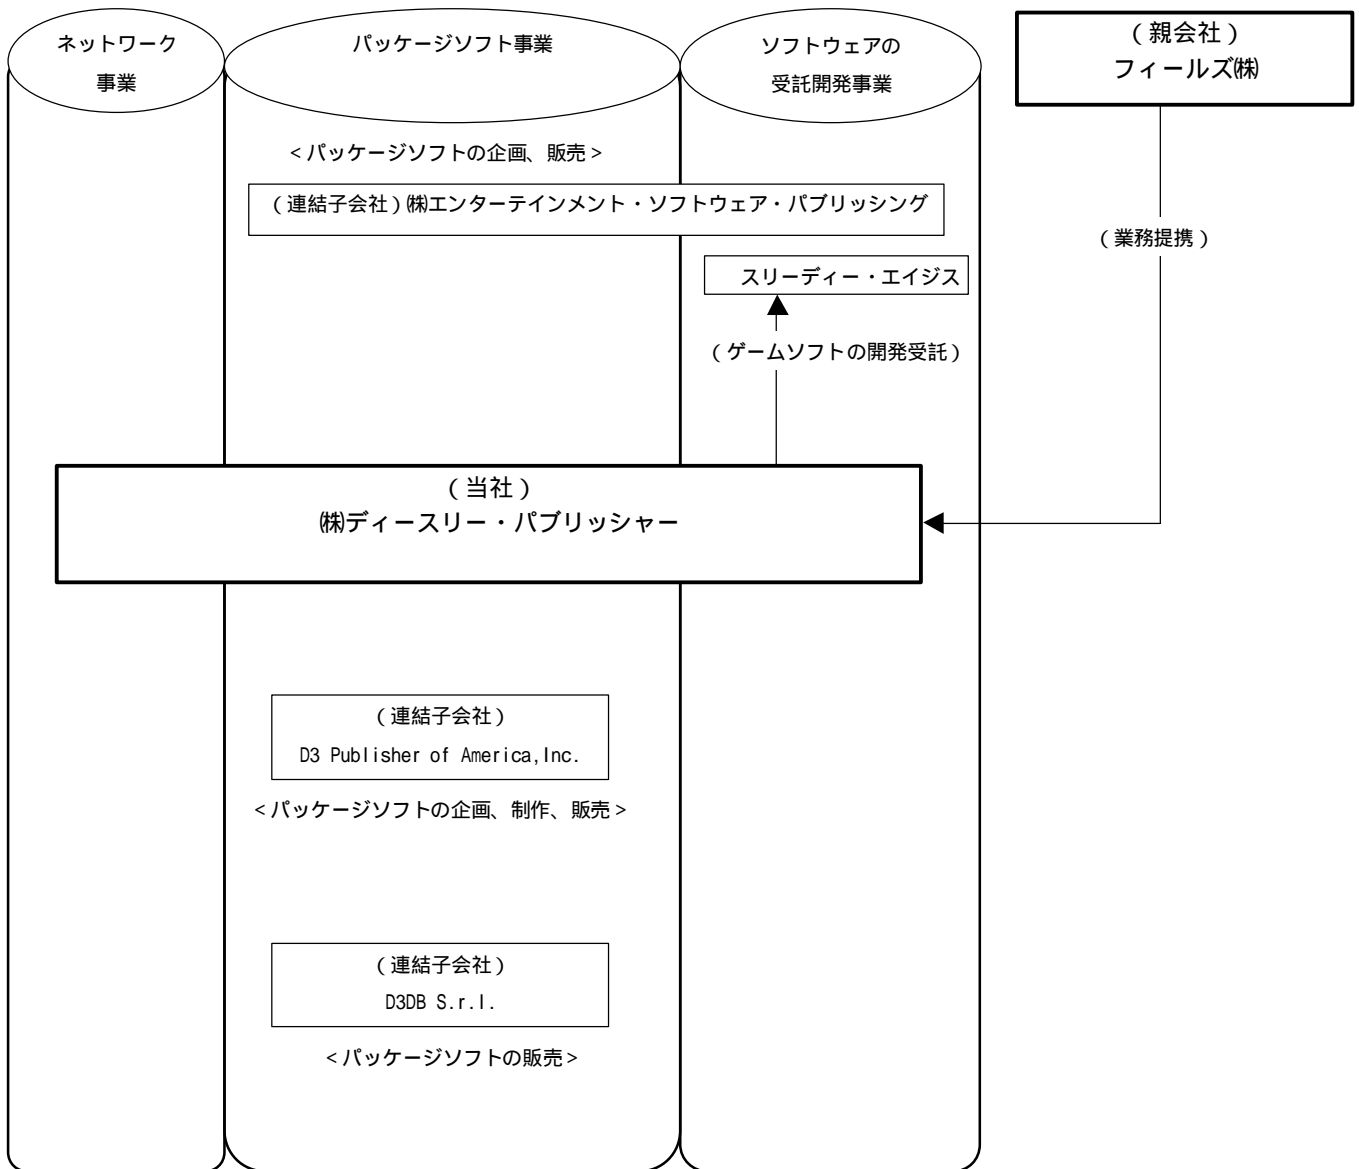 ネットワーク
事業
パッケージソフト事業
ソフトウェアの
受託開発事業
（親会社）
フィールズ㈱
＜パッケージソフトの企画、販売＞
（連結子会社）㈱エンターテインメント・ソフトウェア・パブリッシング
（業務提携）
スリーディー・エイジス
（ゲームソフトの開発受託）
（当社）
㈱ディースリー・パブリッシャー
（連結子会社）
D3 Publisher of America,Inc.
＜パッケージソフトの企画、制作、販売＞
（連結子会社）
D3DB S.r.l.
＜パッケージソフトの販売＞